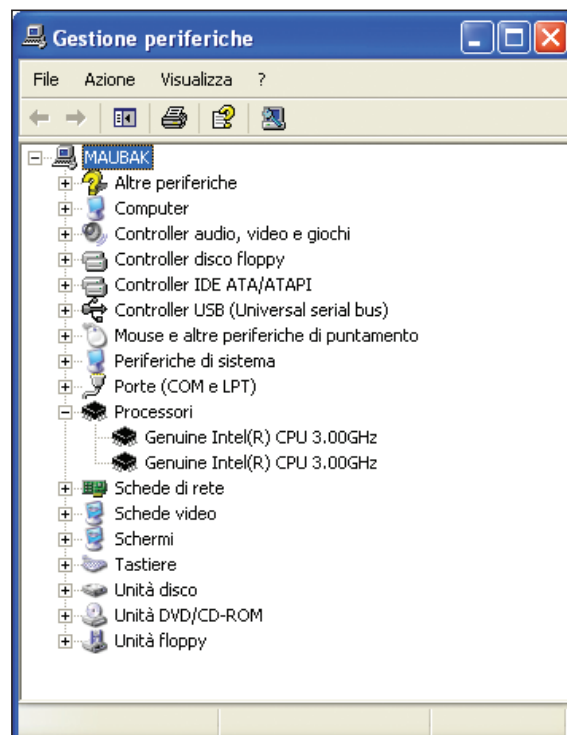 Gestione periferiche
File Azione Visualizza ?
MAUBAK
Altre periferiche
Computer
Controller audio, video e giochi
Controller disco floppy
Controller IDE ATA/ATAPI
Controller USB (Universal serial bus)
Mouse e altre periferiche di puntamento
Periferiche di sistema
Porte (COM e LPT)
Processori
Genuine Intel(R) CPU 3.00GHz
Genuine Intel(R) CPU 3.00GHz
Schede di rete
Schede video
Schermi
Tastiere
Unità disco
Unità DVD/CD-ROM
Unità floppy